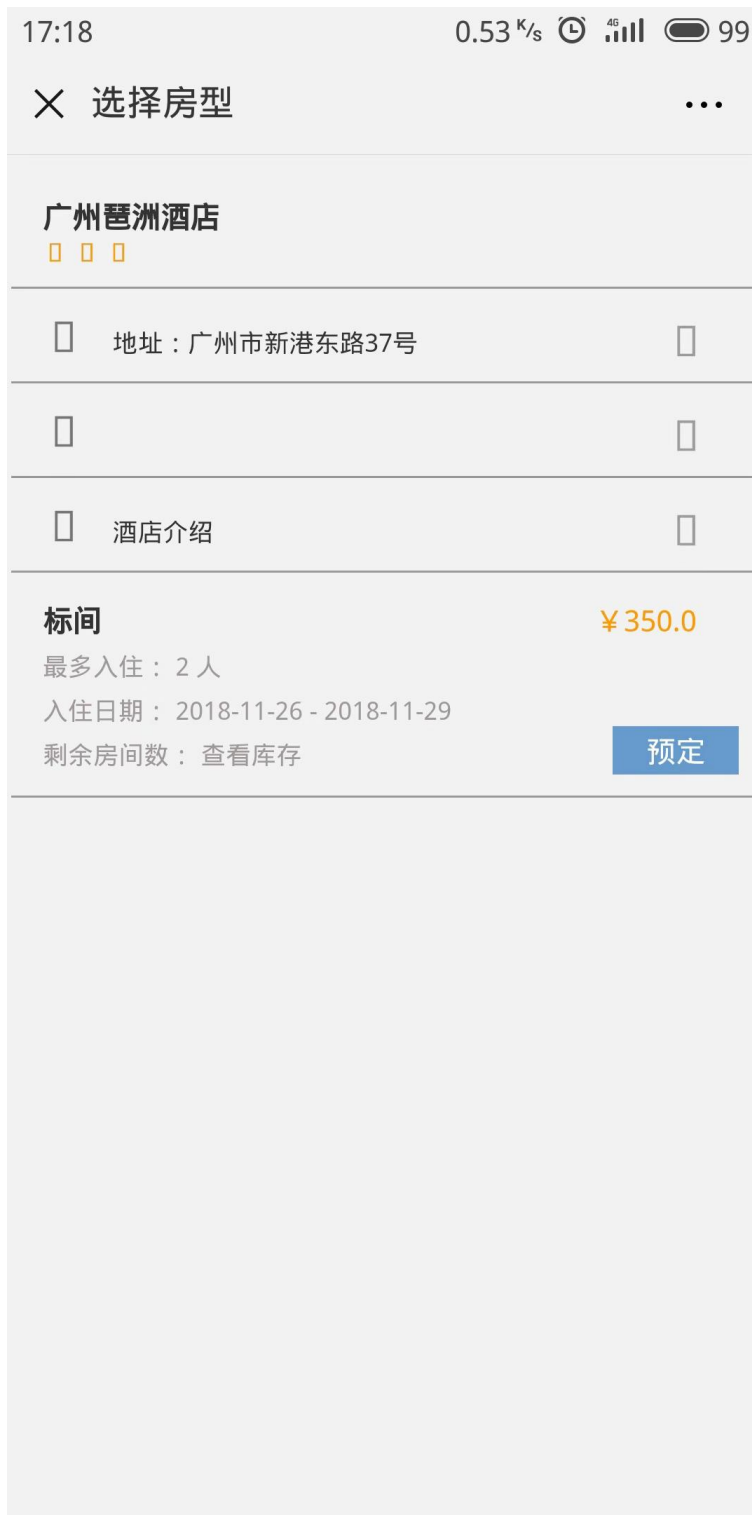 17:18 0.53 K/s 4G 99
选择房型
广州琶洲酒店
地址：广州市新港东路37号
酒店介绍
标间 ￥350.0
最多入住： 2 人
入住日期： 2018-11-26 - 2018-11-29
剩余房间数： 查看库存 预定